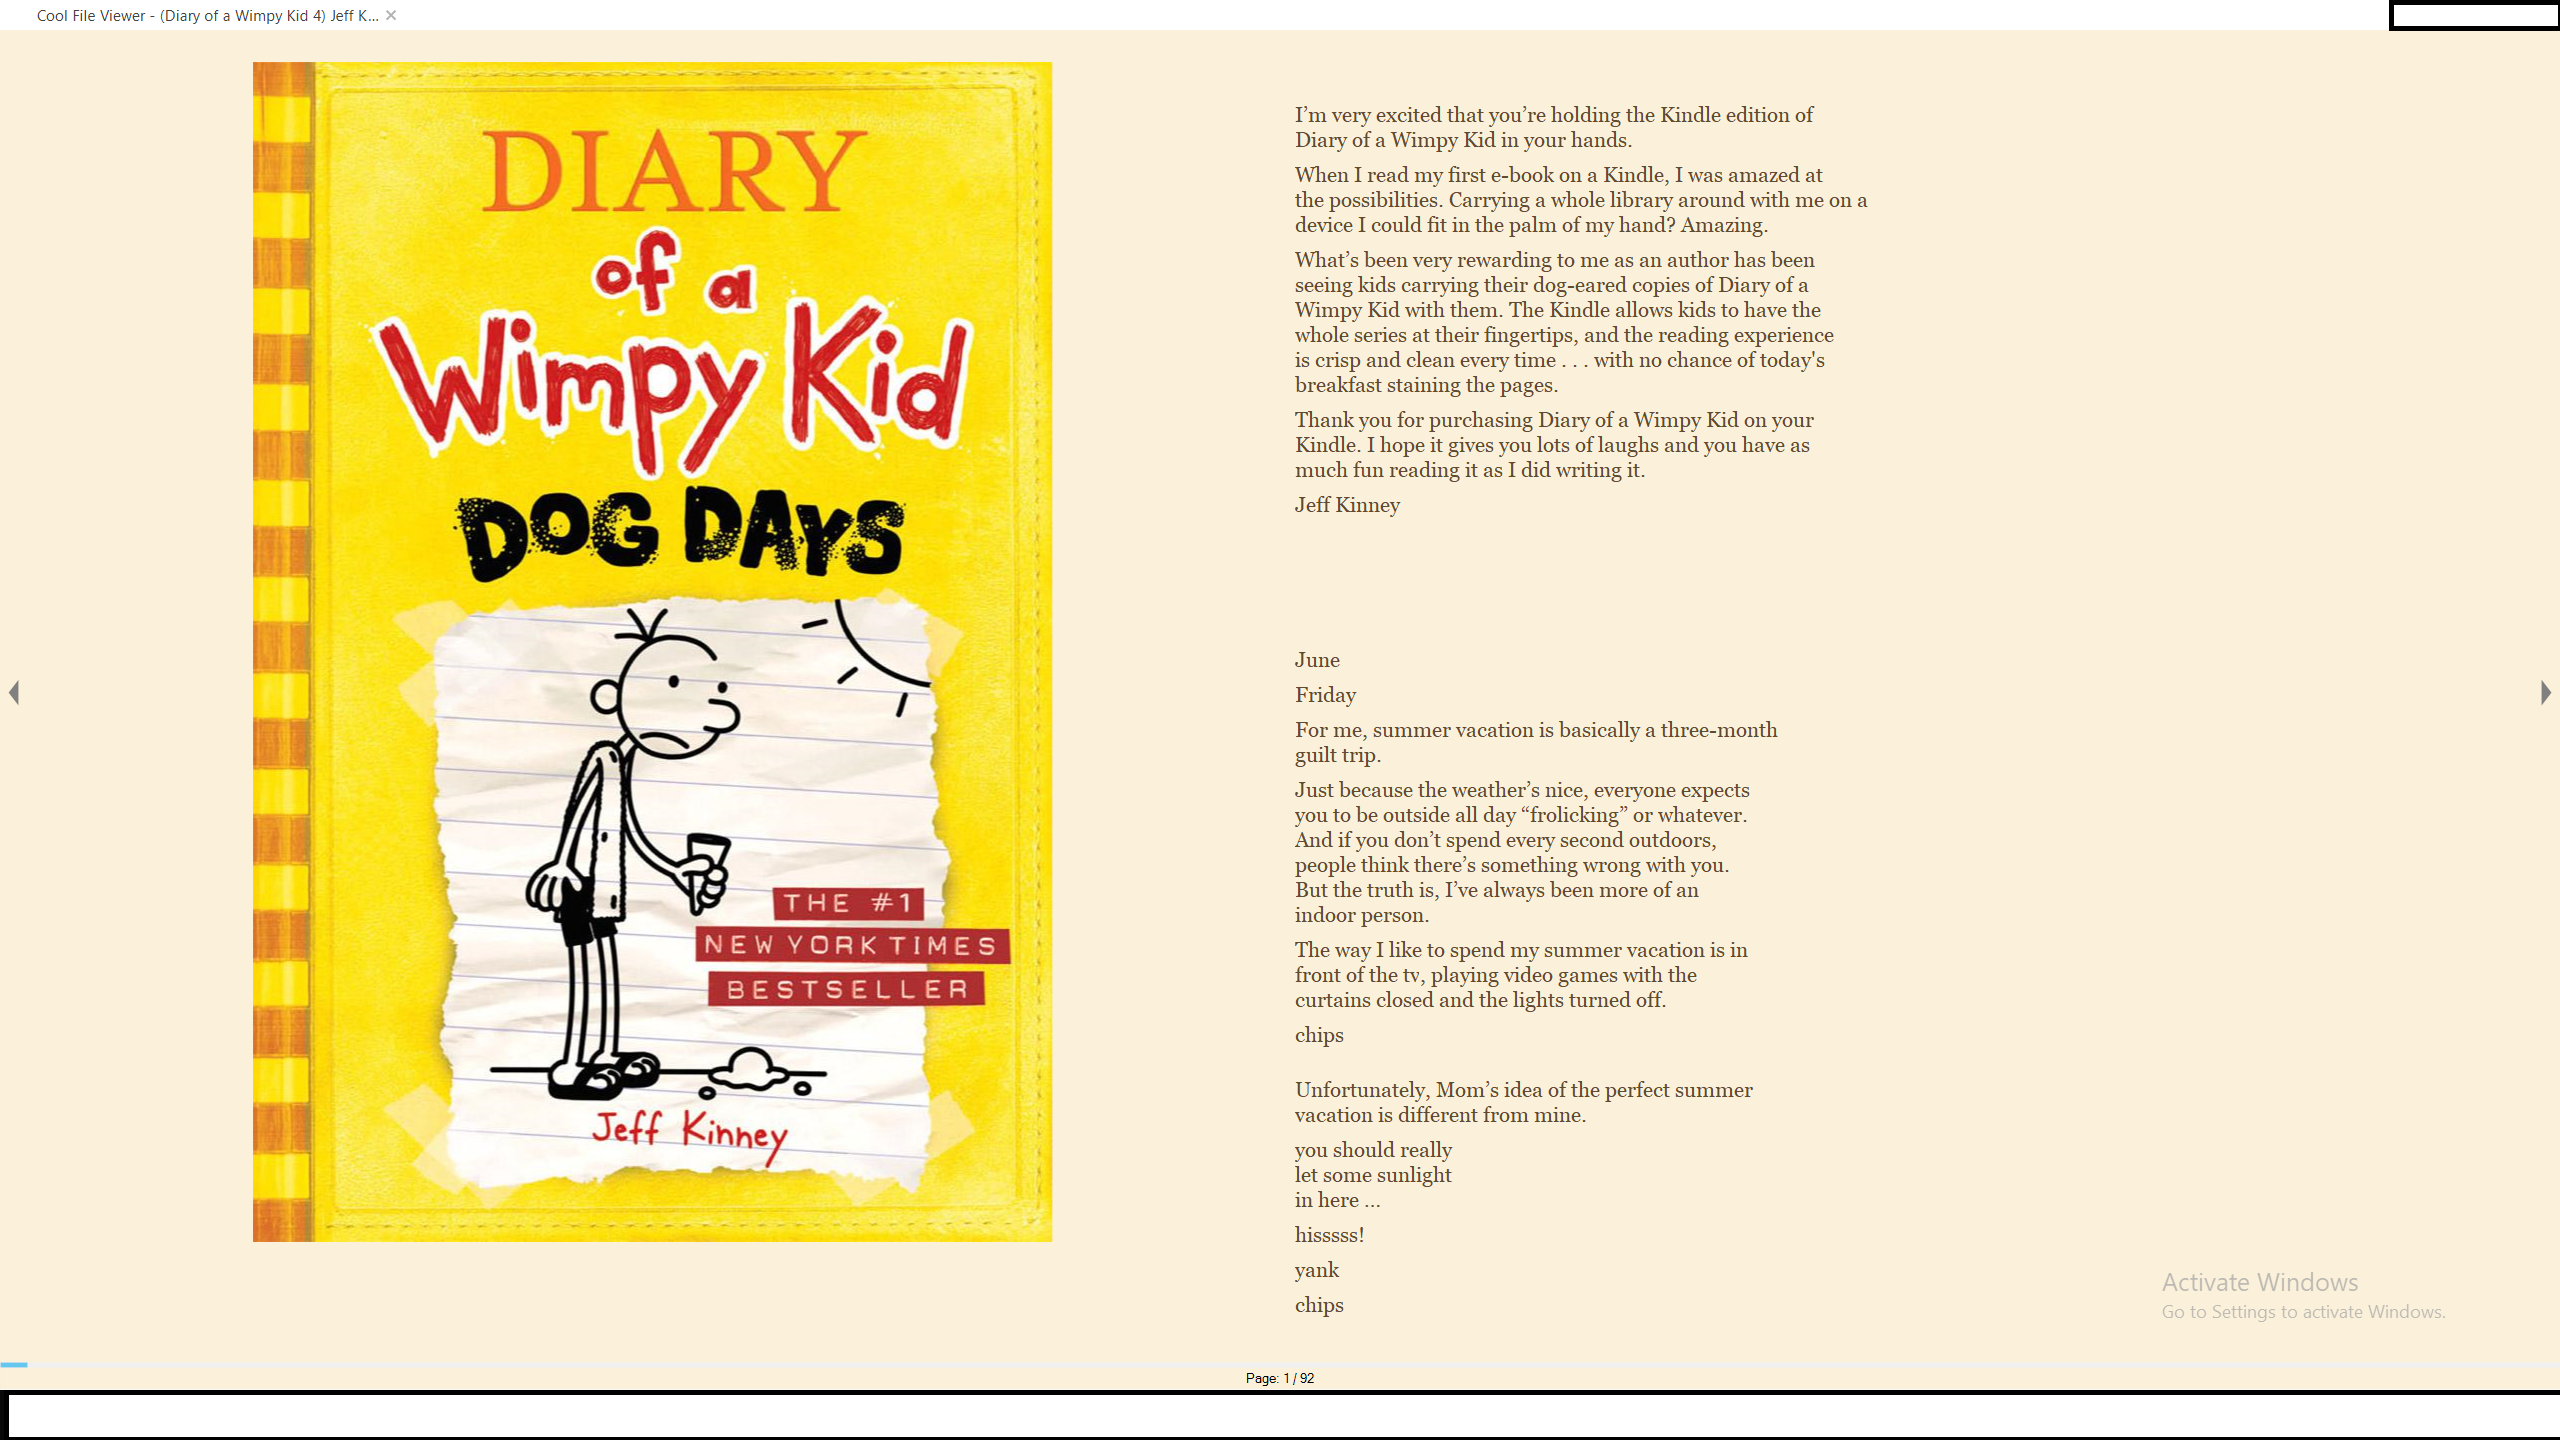 Cool File Viewer - (Diary of a Wimpy Kid 4) Jeff K...
DIARY
of a
Wimpy Kid
DOG DAYS
THE #1
NEW YORK TIMES
BESTSELLER
Jeff Kinney
I’m very excited that you’re holding the Kindle edition of
Diary of a Wimpy Kid in your hands.
When I read my first e-book on a Kindle, I was amazed at
the possibilities. Carrying a whole library around with me on a
device I could fit in the palm of my hand? Amazing.
What’s been very rewarding to me as an author has been
seeing kids carrying their dog-eared copies of Diary of a
Wimpy Kid with them. The Kindle allows kids to have the
whole series at their fingertips, and the reading experience
is crisp and clean every time . . . with no chance of today's
breakfast staining the pages.
Thank you for purchasing Diary of a Wimpy Kid on your
Kindle. I hope it gives you lots of laughs and you have as
much fun reading it as I did writing it.
Jeff Kinney
June
Friday
For me, summer vacation is basically a three-month
guilt trip.
Just because the weather’s nice, everyone expects
you to be outside all day “frolicking” or whatever.
And if you don’t spend every second outdoors,
people think there’s something wrong with you.
But the truth is, I’ve always been more of an
indoor person.
The way I like to spend my summer vacation is in
front of the tv, playing video games with the
curtains closed and the lights turned off.
chips
Unfortunately, Mom’s idea of the perfect summer
vacation is different from mine.
you should really
let some sunlight
in here ...
hisssss!
yank
chips
Activate Windows
Go to Settings to activate Windows.
Page: 1 / 92